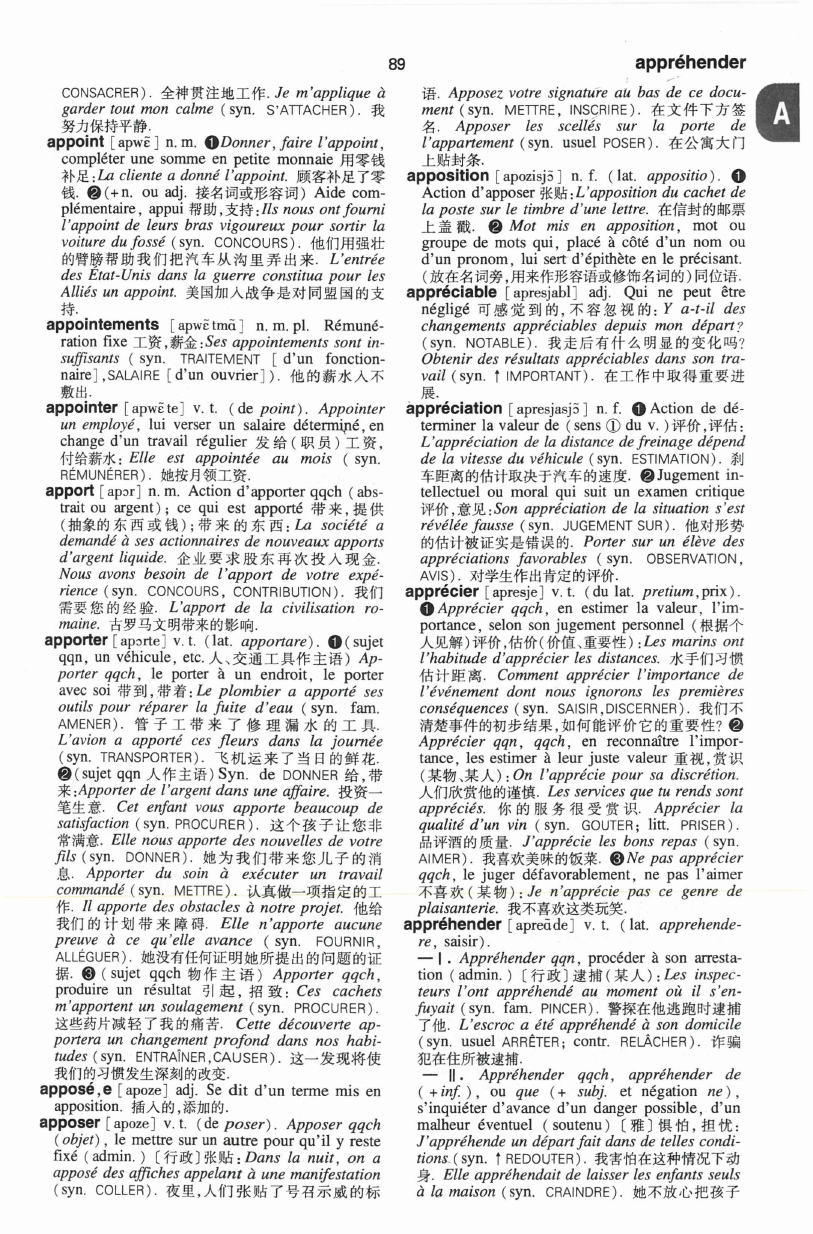 89
appréhender
CONSACRER). 全神贯注地工作. Je m'applique à
garder tout mon calme (syn. S'ATTACHER). 我
努力保持平静.
appoint [apwɛ̃] n. m. ❶Donner, faire l'appoint,
compléter une somme en petite monnaie 用零钱
补足:La cliente a donné l'appoint. 顾客补足了零
钱. ❷(+n. ou adj. 接名词或形容词) Aide com-
plémentaire, appui 帮助,支持:Ils nous ont fourni
l'appoint de leurs bras vigoureux pour sortir la
voiture du fossé (syn. CONCOURS). 他们用强壮
的臂膀帮助我们把汽车从沟里弄出来. L'entrée
des État-Unis dans la guerre constitua pour les
Alliés un appoint. 美国加入战争是对同盟国的支
持.
appointements [apwɛ̃tmɑ̃] n. m. pl. Rémuné-
ration fixe 工资,薪金:Ses appointements sont in-
suffisants ( syn. TRAITEMENT [ d'un fonction-
naire],SALAIRE [d'un ouvrier]). 他的薪水入不
敷出.
appointer [apwɛ̃te] v. t. (de point). Appointer
un employé, lui verser un salaire déterminé, en
change d'un travail régulier 发给(职员)工资,
付给薪水: Elle est appointée au mois ( syn.
RÉMUNÉRER). 她按月领工资.
apport [apɔr] n. m. Action d'apporter qqch (abs-
trait ou argent); ce qui est apporté 带来,提供
(抽象的东西或钱);带来的东西: La société a
demandé à ses actionnaires de nouveaux apports
d'argent liquide. 企业要求股东再次投入现金.
Nous avons besoin de l'apport de votre expé-
rience (syn. CONCOURS, CONTRIBUTION). 我们
需要您的经验. L'apport de la civilisation ro-
maine. 古罗马文明带来的影响.
apporter [apɔrte] v. t. (lat. apportare). ❶(sujet
qqn, un véhicule, etc. 人、交通工具作主语) Ap-
porter qqch, le porter à un endroit, le porter
avec soi 带到,带着: Le plombier a apporté ses
outils pour réparer la fuite d'eau ( syn. fam.
AMENER). 管子工带来了修理漏水的工具.
L'avion a apporté ces fleurs dans la journée
(syn. TRANSPORTER). 飞机运来了当日的鲜花.
❷(sujet qqn 人作主语) Syn. de DONNER 给,带
来:Apporter de l'argent dans une affaire. 投资一
笔生意. Cet enfant vous apporte beaucoup de
satisfaction (syn. PROCURER). 这个孩子让您非
常满意. Elle nous apporte des nouvelles de votre
fils (syn. DONNER). 她为我们带来您儿子的消
息. Apporter du soin à exécuter un travail
commandé (syn. METTRE). 认真做一项指定的工
作. Il apporte des obstacles à notre projet. 他给
我们的计划带来障碍. Elle n'apporte aucune
preuve à ce qu'elle avance ( syn. FOURNIR,
ALLÉGUER). 她没有任何证明她所提出的问题的证
据. ❸ ( sujet qqch 物作主语) Apporter qqch,
produire un résultat 引起, 招致: Ces cachets
m'apportent un soulagement (syn. PROCURER).
这些药片减轻了我的痛苦. Cette découverte ap-
portera un changement profond dans nos habi-
tudes (syn. ENTRAÎNER,CAUSER). 这一发现将使
我们的习惯发生深刻的改变.
apposé,e [apoze] adj. Se dit d'un terme mis en
apposition. 插入的,添加的.
apposer [apoze] v. t. (de poser). Apposer qqch
(objet), le mettre sur un autre pour qu'il y reste
fixé (admin.) 〔行政〕张贴: Dans la nuit, on a
apposé des affiches appelant à une manifestation
(syn. COLLER). 夜里,人们张贴了号召示威的标
语. Apposez votre signature au bas de ce docu-
ment (syn. METTRE, INSCRIRE). 在文件下方签
名. Apposer les scellés sur la porte de
l'appartement (syn. usuel POSER). 在公寓大门
上贴封条.
apposition [apozisjɔ̃] n. f. ( lat. appositio). ❶
Action d'apposer 张贴:L'apposition du cachet de
la poste sur le timbre d'une lettre. 在信封的邮票
上盖戳. ❷ Mot mis en apposition, mot ou
groupe de mots qui, placé à côté d'un nom ou
d'un pronom, lui sert d'épithète en le précisant.
(放在名词旁,用来作形容语或修饰名词的)同位语.
appréciable [apresjabl] adj. Qui ne peut être
négligé 可感觉到的,不容忽视的: Y a-t-il des
changements appréciables depuis mon départ?
(syn. NOTABLE). 我走后有什么明显的变化吗?
Obtenir des résultats appréciables dans son tra-
vail (syn. ↑ IMPORTANT). 在工作中取得重要进
展.
appréciation [apresjasjɔ̃] n. f. ❶ Action de dé-
terminer la valeur de (sens ① du v.)评价,评估:
L'appréciation de la distance de freinage dépend
de la vitesse du véhicule (syn. ESTIMATION). 刹
车距离的估计取决于汽车的速度. ❷Jugement in-
tellectuel ou moral qui suit un examen critique
评价,意见:Son appréciation de la situation s'est
révélée fausse (syn. JUGEMENT SUR). 他对形势
的估计被证实是错误的. Porter sur un élève des
appréciations favorables ( syn. OBSERVATION,
AVIS). 对学生作出肯定的评价.
apprécier [apresje] v. t. (du lat. pretium,prix).
❶ Apprécier qqch, en estimer la valeur, l'im-
portance, selon son jugement personnel (根据个
人见解)评价,估价(价值、重要性):Les marins ont
l'habitude d'apprécier les distances. 水手们习惯
估计距离. Comment apprécier l'importance de
l'événement dont nous ignorons les premières
conséquences (syn. SAISIR,DISCERNER). 我们不
清楚事件的初步结果,如何能评价它的重要性? ❷
Apprécier qqn, qqch, en reconnaître l'impor-
tance, les estimer à leur juste valeur 重视,赏识
(某物、某人): On l'apprécie pour sa discrétion.
人们欣赏他的谨慎. Les services que tu rends sont
appréciés. 你的服务很受赏识. Apprécier la
qualité d'un vin ( syn. GOUTER; litt. PRISER).
品评酒的质量. J'apprécie les bons repas (syn.
AIMER). 我喜欢美味的饭菜. ❸Ne pas apprécier
qqch, le juger défavorablement, ne pas l'aimer
不喜欢(某物): Je n'apprécie pas ce genre de
plaisanterie. 我不喜欢这类玩笑.
appréhender [apreɑ̃de] v. t. ( lat. apprehende-
re, saisir).
— I. Appréhender qqn, procéder à son arresta-
tion (admin.) 〔行政〕逮捕(某人): Les inspec-
teurs l'ont appréhendé au moment où il s'en-
fuyait (syn. fam. PINCER). 警探在他逃跑时逮捕
了他. L'escroc a été appréhendé à son domicile
(syn. usuel ARRÊTER; contr. RELÂCHER). 诈骗
犯在住所被逮捕.
— II. Appréhender qqch, appréhender de
( + inf.), ou que (+ subj. et négation ne),
s'inquiéter d'avance d'un danger possible, d'un
malheur éventuel ( soutenu) 〔雅〕惧怕,担忧:
J'appréhende un départ fait dans de telles condi-
tions (syn. ↑ REDOUTER). 我害怕在这种情况下动
身. Elle appréhendait de laisser les enfants seuls
à la maison (syn. CRAINDRE). 她不放心把孩子
A